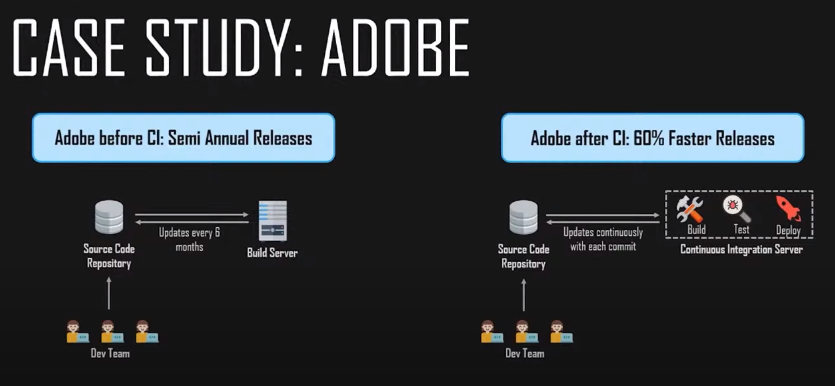 CASE STUDY: ADOBE
Adobe before CI: Semi Annual Releases
Source Code
Repository
Updates every 6
months
Build Server
Dev Team
Adobe after CI: 60% Faster Releases
Source Code
Repository
Updates continuously
with each commit
Build
Test
Deploy
Continuous Integration Server
Dev Team